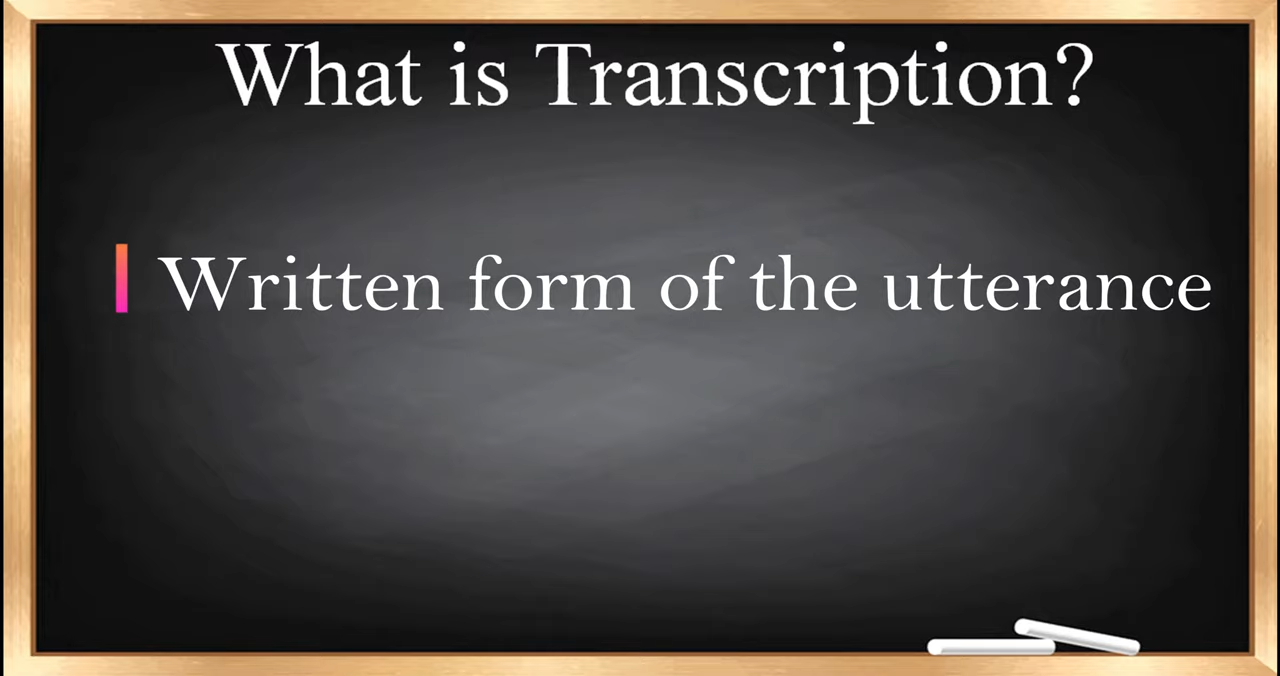 What is Transcription?
Written form of the utterance